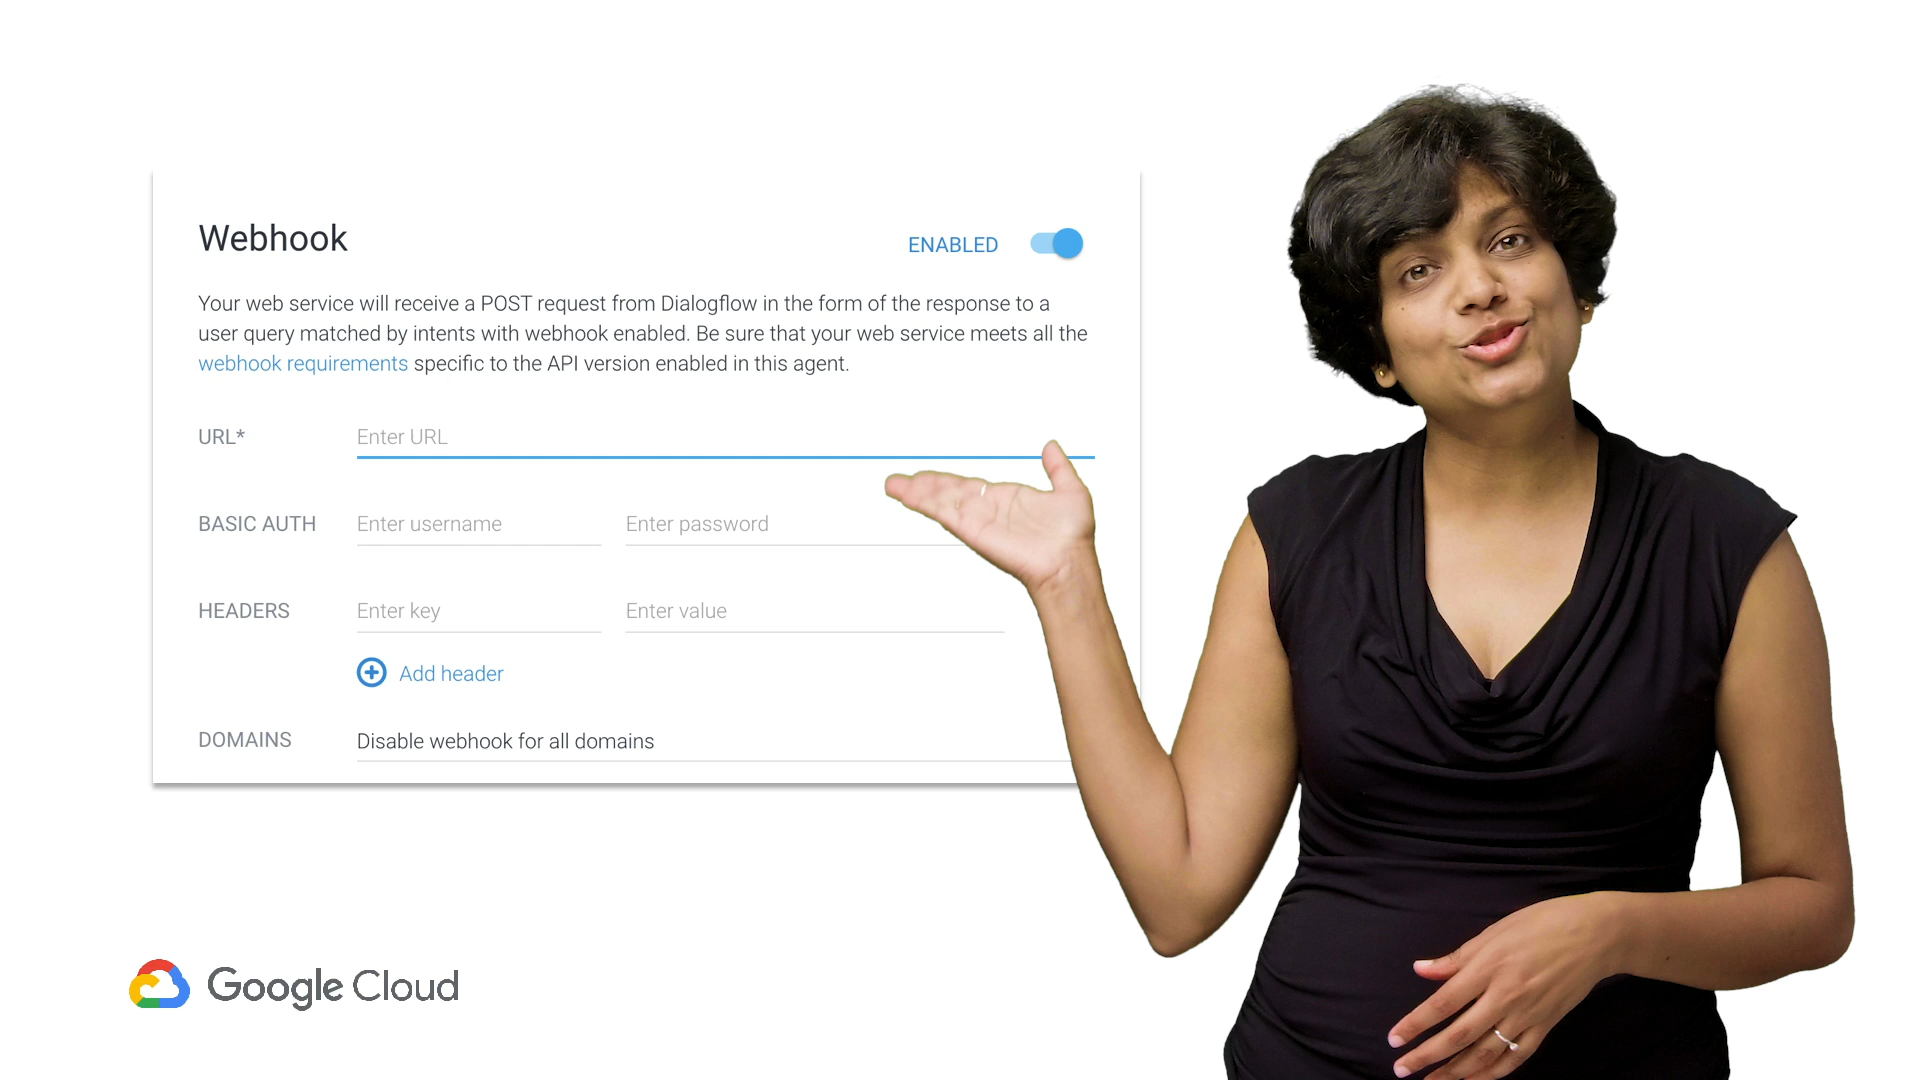 Webhook
ENABLED
Your web service will receive a POST request from Dialogflow in the form of the response to a
user query matched by intents with webhook enabled. Be sure that your web service meets all the
webhook requirements specific to the API version enabled in this agent.
URL* Enter URL
BASIC AUTH Enter username Enter password
HEADERS Enter key Enter value
Add header
DOMAINS Disable webhook for all domains
Google Cloud